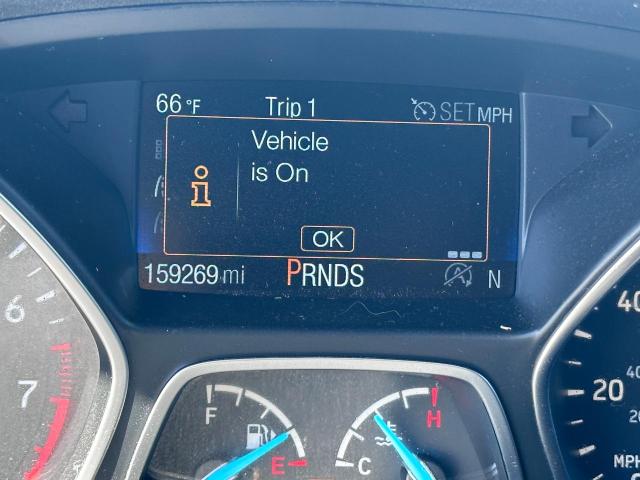 66 °F Trip 1 SET MPH
Vehicle
is On
OK
159269 mi PRNDS N
6
7
F
E
H
C
40
20
MPH